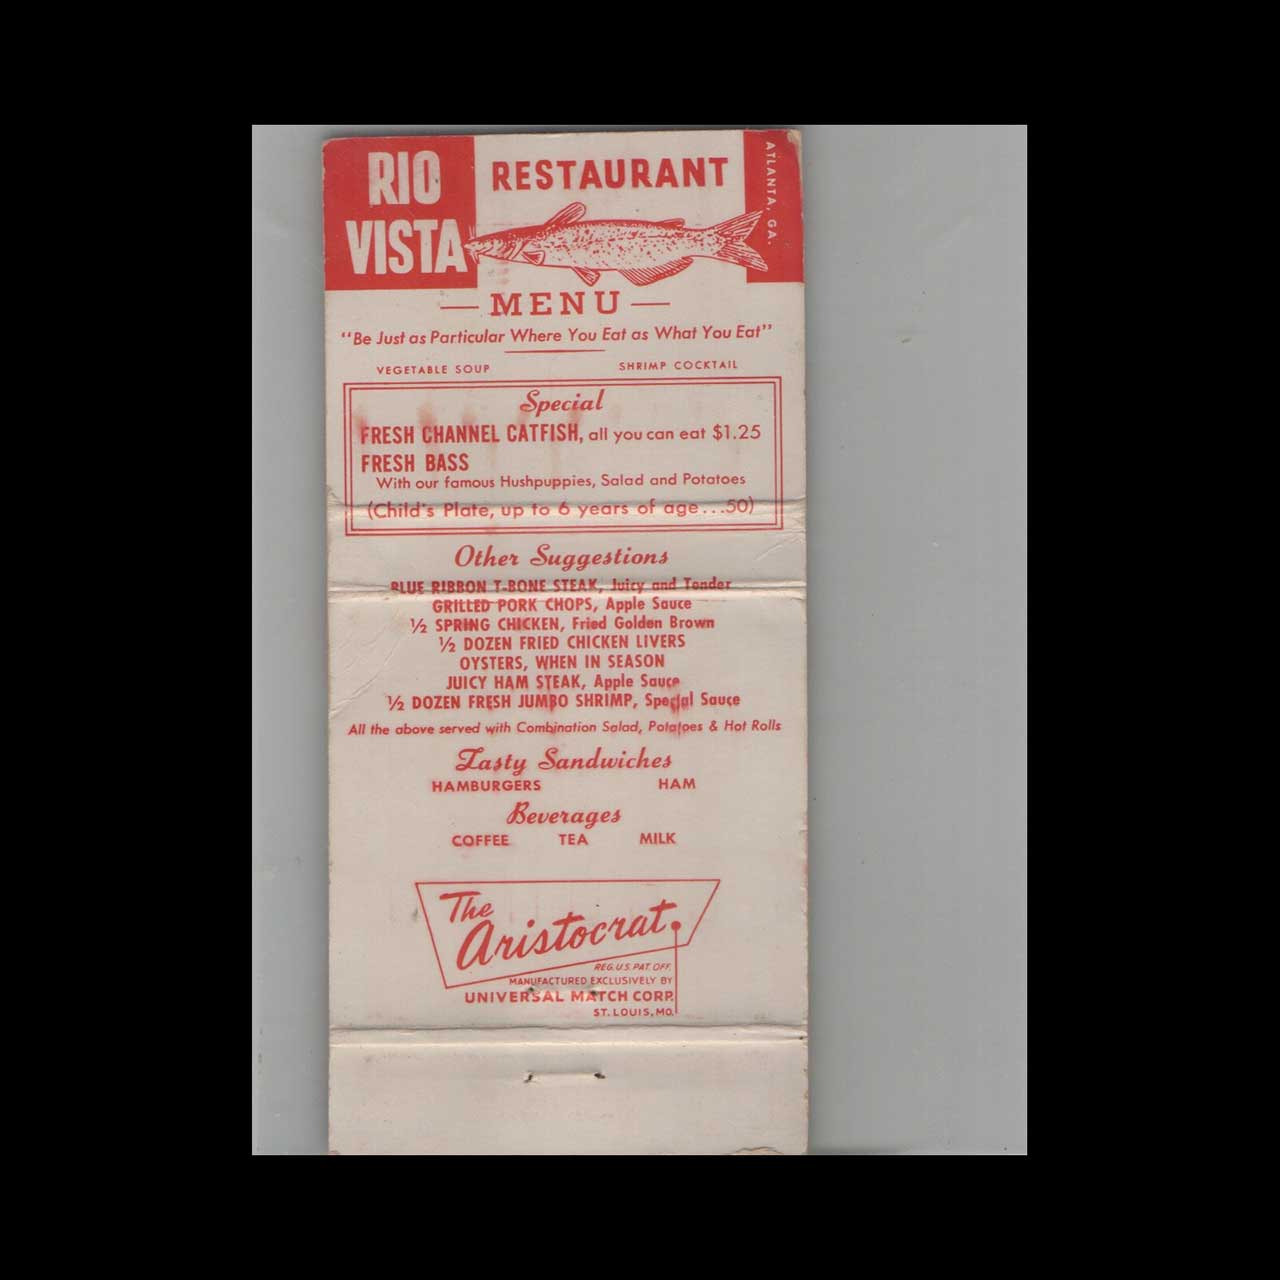 RIO VISTA
RESTAURANT
ATLANTA, GA.
— MENU —
"Be Just as Particular Where You Eat as What You Eat"
VEGETABLE SOUP SHRIMP COCKTAIL
Special
FRESH CHANNEL CATFISH, all you can eat $1.25
FRESH BASS
With our famous Hushpuppies, Salad and Potatoes
(Child's Plate, up to 6 years of age...50)
Other Suggestions
BLUE RIBBON T-BONE STEAK, Juicy and Tender
GRILLED PORK CHOPS, Apple Sauce
½ SPRING CHICKEN, Fried Golden Brown
½ DOZEN FRIED CHICKEN LIVERS
OYSTERS, WHEN IN SEASON
JUICY HAM STEAK, Apple Sauce
½ DOZEN FRESH JUMBO SHRIMP, Special Sauce
All the above served with Combination Salad, Potatoes & Hot Rolls
Tasty Sandwiches
HAMBURGERS HAM
Beverages
COFFEE TEA MILK
The
Aristocrat
REG. U.S. PAT. OFF.
MANUFACTURED EXCLUSIVELY BY
UNIVERSAL MATCH CORP.
ST. LOUIS, MO.